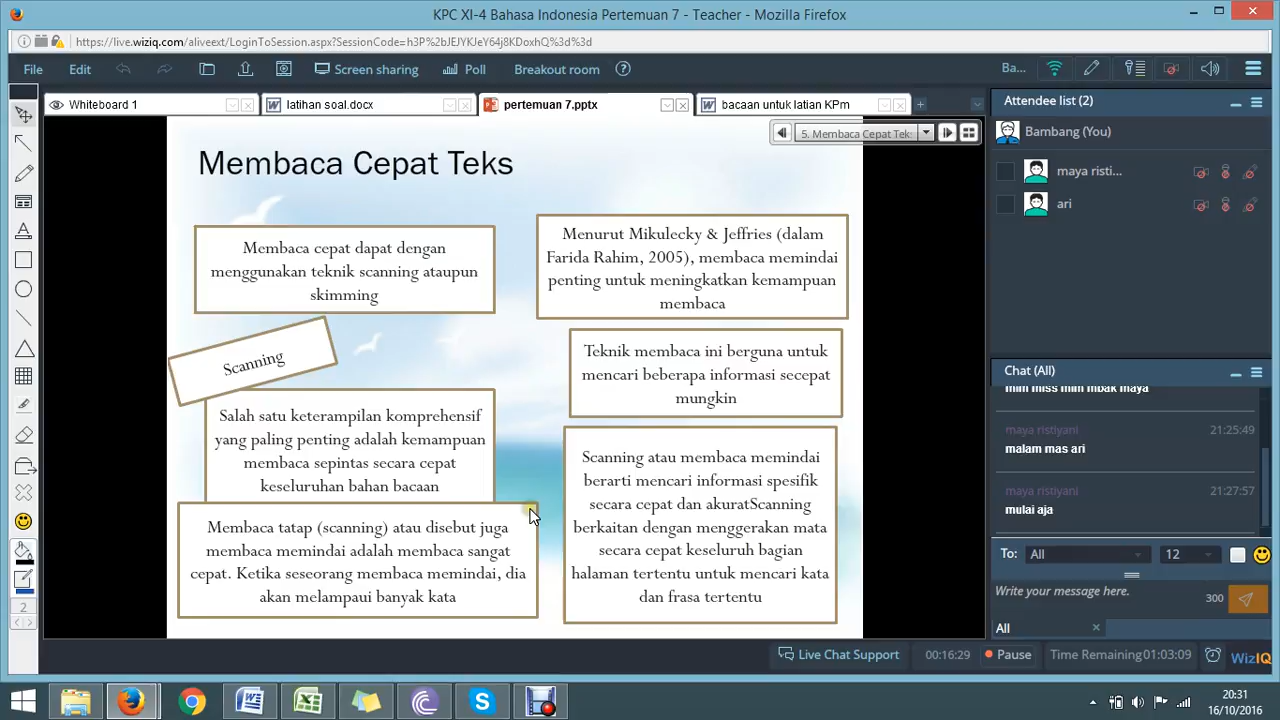 KPC XI-4 Bahasa Indonesia Pertemuan 7 - Teacher - Mozilla Firefox
https://live.wiziq.com/aliveext/LoginToSession.aspx?SessionCode=h3P%2bJEJYKJeY64j8KDoxhQ%3d%3d
File Edit Screen sharing Poll Breakout room ? Ba...
Whiteboard 1 latihan soal.docx pertemuan 7.pptx bacaan untuk latian KPm
5. Membaca Cepat Tek:
Membaca Cepat Teks
Membaca cepat dapat dengan
menggunakan teknik scanning ataupun
skimming
Scanning
Salah satu keterampilan komprehensif
yang paling penting adalah kemampuan
membaca sepintas secara cepat
keseluruhan bahan bacaan
Membaca tatap (scanning) atau disebut juga
membaca memindai adalah membaca sangat
cepat. Ketika seseorang membaca memindai, dia
akan melampaui banyak kata
Menurut Mikulecky & Jeffries (dalam
Farida Rahim, 2005), membaca memindai
penting untuk meningkatkan kemampuan
membaca
Teknik membaca ini berguna untuk
mencari beberapa informasi secepat
mungkin
Scanning atau membaca memindai
berarti mencari informasi spesifik
secara cepat dan akuratScanning
berkaitan dengan menggerakan mata
secara cepat keseluruh bagian
halaman tertentu untuk mencari kata
dan frasa tertentu
2
Attendee list (2)
Bambang (You)
maya risti...
ari
Chat (All)
mim miss mim mbak maya
maya ristiyani 21:25:49
malam mas ari
maya ristiyani 21:27:57
mulai aja
To: All 12
Write your message here. 300
All
Live Chat Support 00:16:29 Pause Time Remaining 01:03:09 WizIQ
20:31
16/10/2016